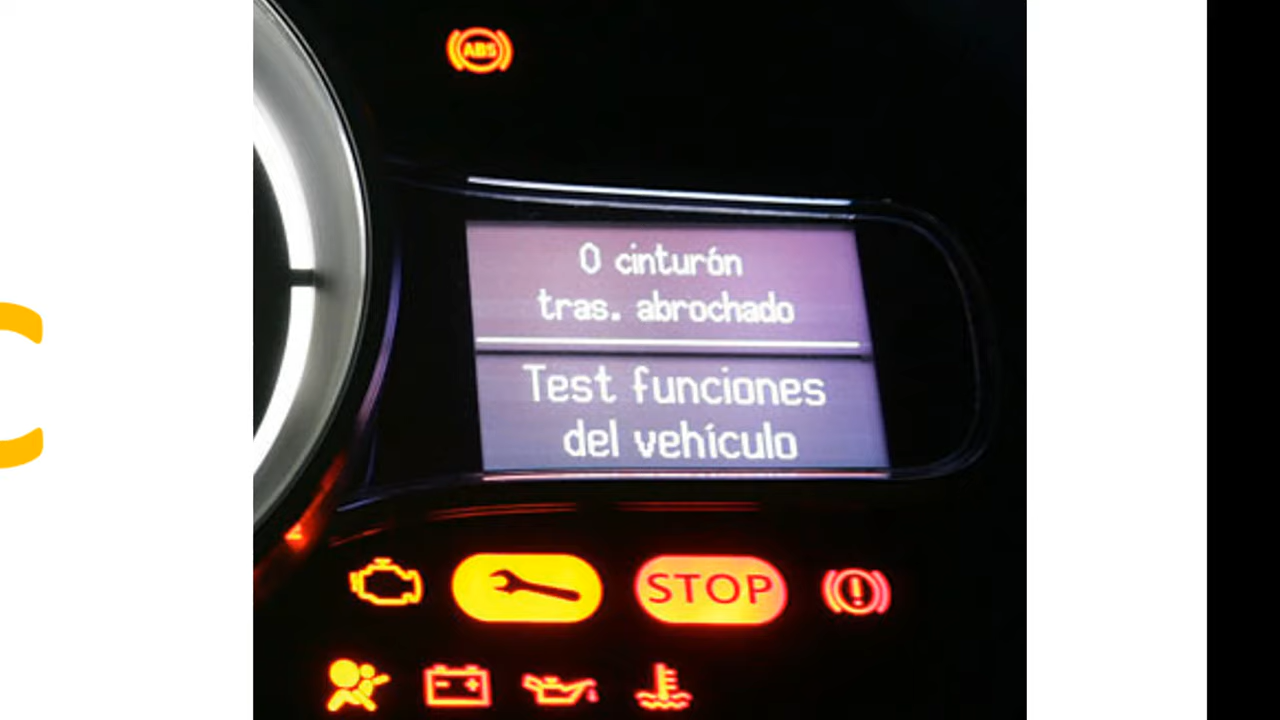 ABS
0 cinturón
tras. abrochado
Test funciones
del vehículo
STOP